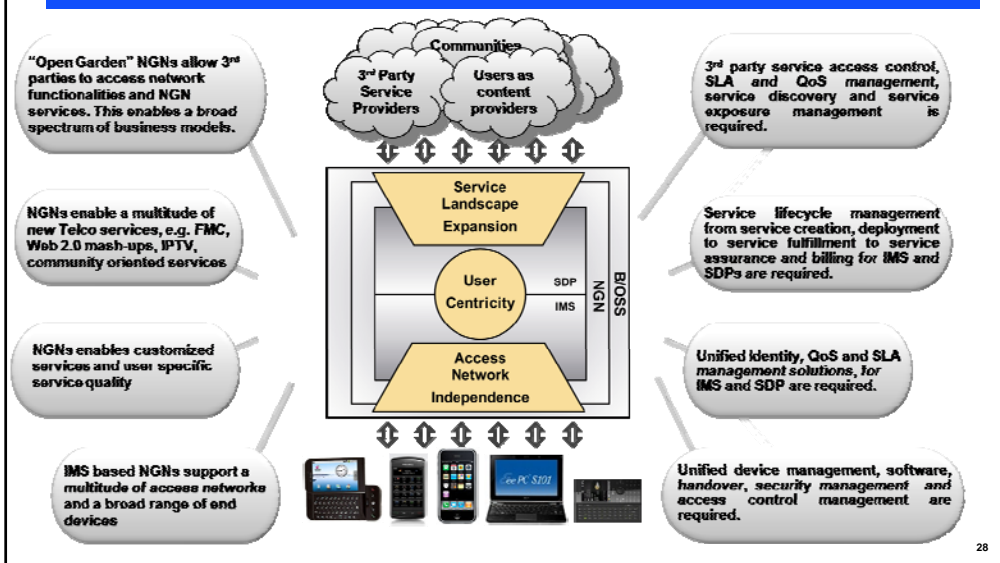 "Open Garden" NGNs allow 3rd
parties to access network
functionalities and NGN
services. This enables a broad
spectrum of business models.
NGNs enable a multitude of
new Telco services, e.g. FMC,
Web 2.0 mash-ups, IPTV,
community oriented services
NGNs enables customized
services and user specific
service quality
IMS based NGNs support a
multitude of access networks
and a broad range of end
devices
Communities
3rd Party
Service
Providers
Users as
content
providers
Service
Landscape
Expansion
User
Centricity
SDP
IMS
NGN
B/OSS
Access
Network
Independence
Eee PC S101
3rd party service access control,
SLA and QoS management,
service discovery and service
exposure management is
required.
Service lifecycle management
from service creation, deployment
to service fulfillment to service
assurance and billing for IMS and
SDPs are required.
Unified Identity, QoS and SLA
management solutions, for
IMS and SDP are required.
Unified device management, software,
handover, security management and
access control management are
required.
28